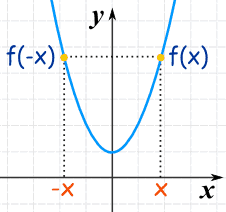 y
f(-x) f(x)
-x x x